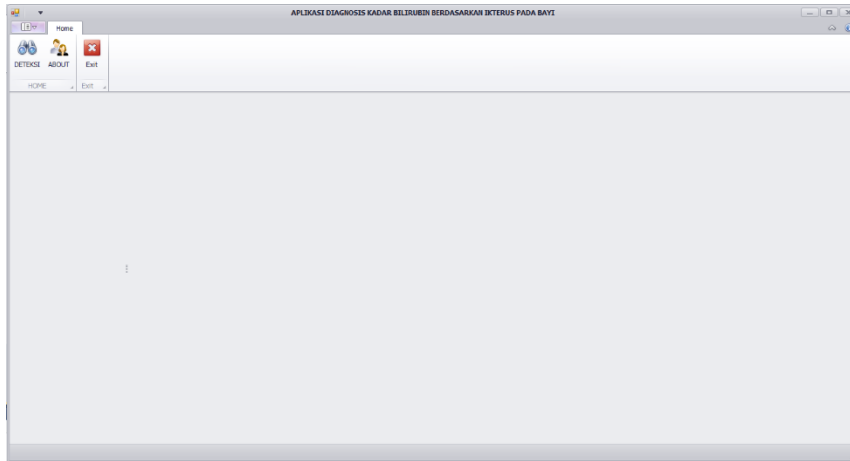 APLIKASI DIAGNOSIS KADAR BILIRUBIN BERDASARKAN IKTERUS PADA BAYI
Home
DETEKSI ABOUT Exit
HOME Exit